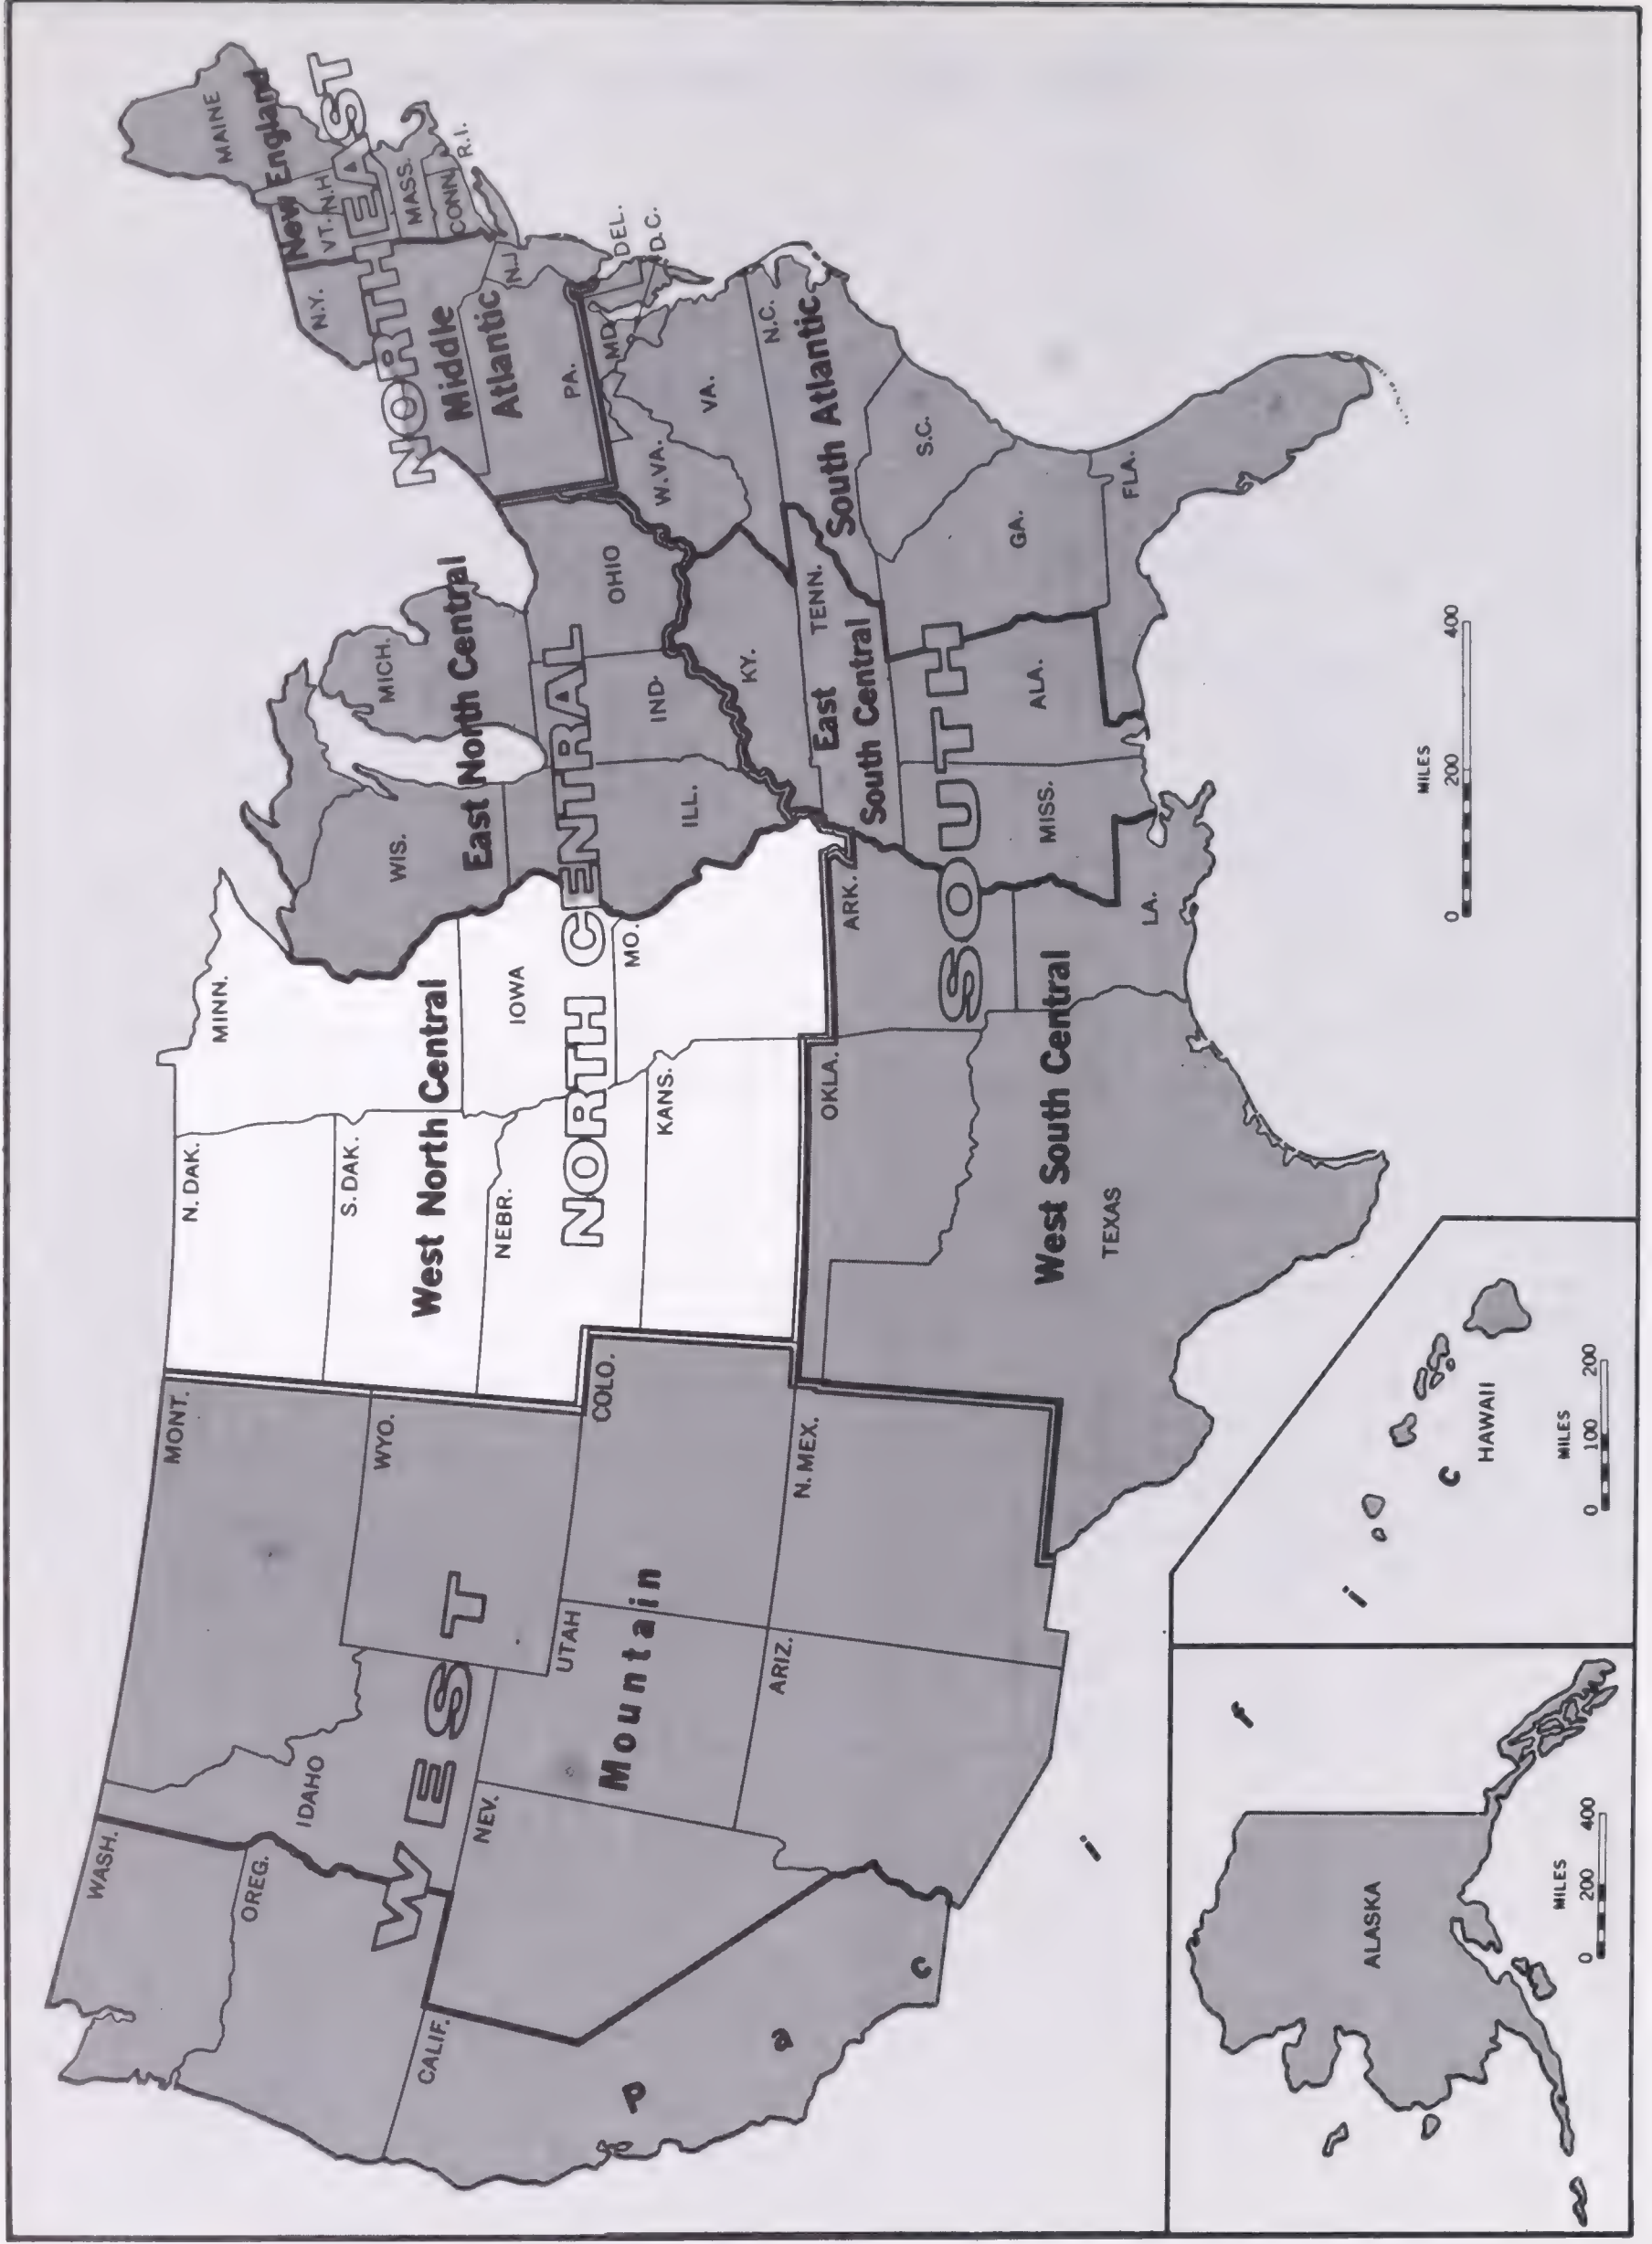 WEST
Pacific
Mountain
WASH.
OREG.
CALIF.
IDAHO
NEV.
MONT.
WYO.
UTAH
COLO.
ARIZ.
N. MEX.
NORTH CENTRAL
West North Central
N. DAK.
S. DAK.
NEBR.
KANS.
MINN.
IOWA
MO.
East North Central
WIS.
MICH.
ILL.
IND.
OHIO
NORTHEAST
New England
MAINE
VT.
N.H.
MASS.
CONN.
R.I.
Middle
Atlantic
N.Y.
N.J.
PA.
SOUTH
West South Central
OKLA.
TEXAS
ARK.
LA.
East
South Central
KY.
TENN.
MISS.
ALA.
South Atlantic
DEL.
D.C.
MD.
W.VA.
VA.
N.C.
S.C.
GA.
FLA.
MILES
0 200 400
ALASKA
MILES
0 200 400
HAWAII
MILES
0 100 200